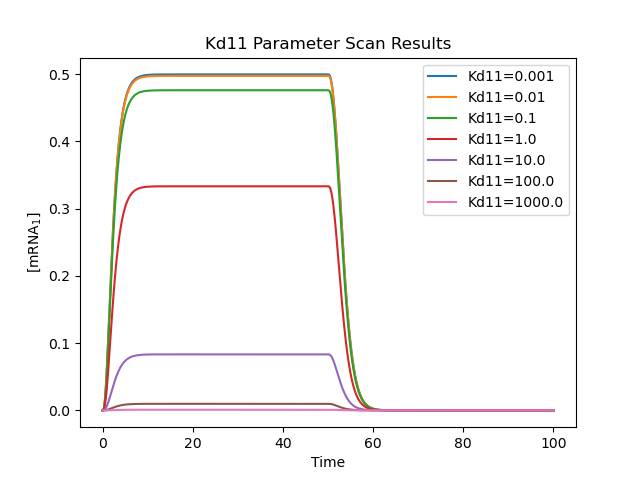 Kd11 Parameter Scan Results
[mRNA₁]
0.5
0.4
0.3
0.2
0.1
0.0
Kd11=0.001
Kd11=0.01
Kd11=0.1
Kd11=1.0
Kd11=10.0
Kd11=100.0
Kd11=1000.0
0 20 40 60 80 100
Time